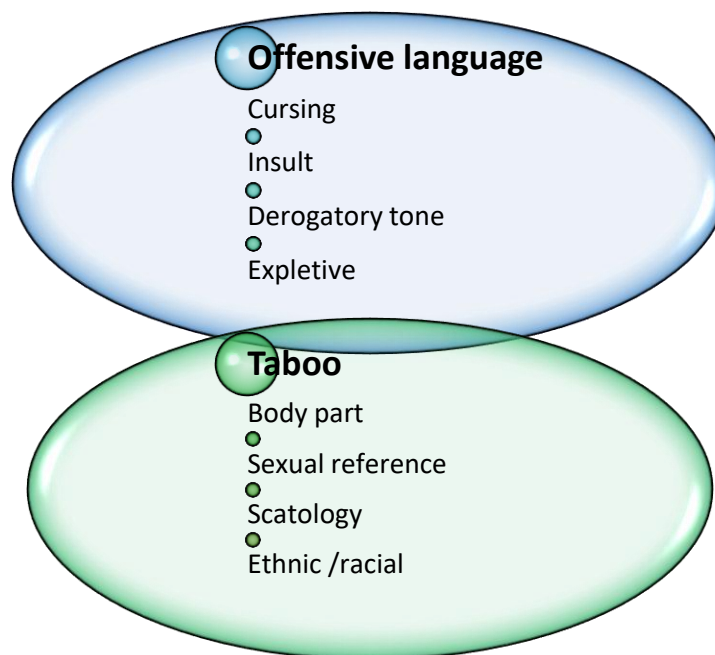 Offensive language
Cursing
Insult
Derogatory tone
Expletive
Taboo
Body part
Sexual reference
Scatology
Ethnic /racial